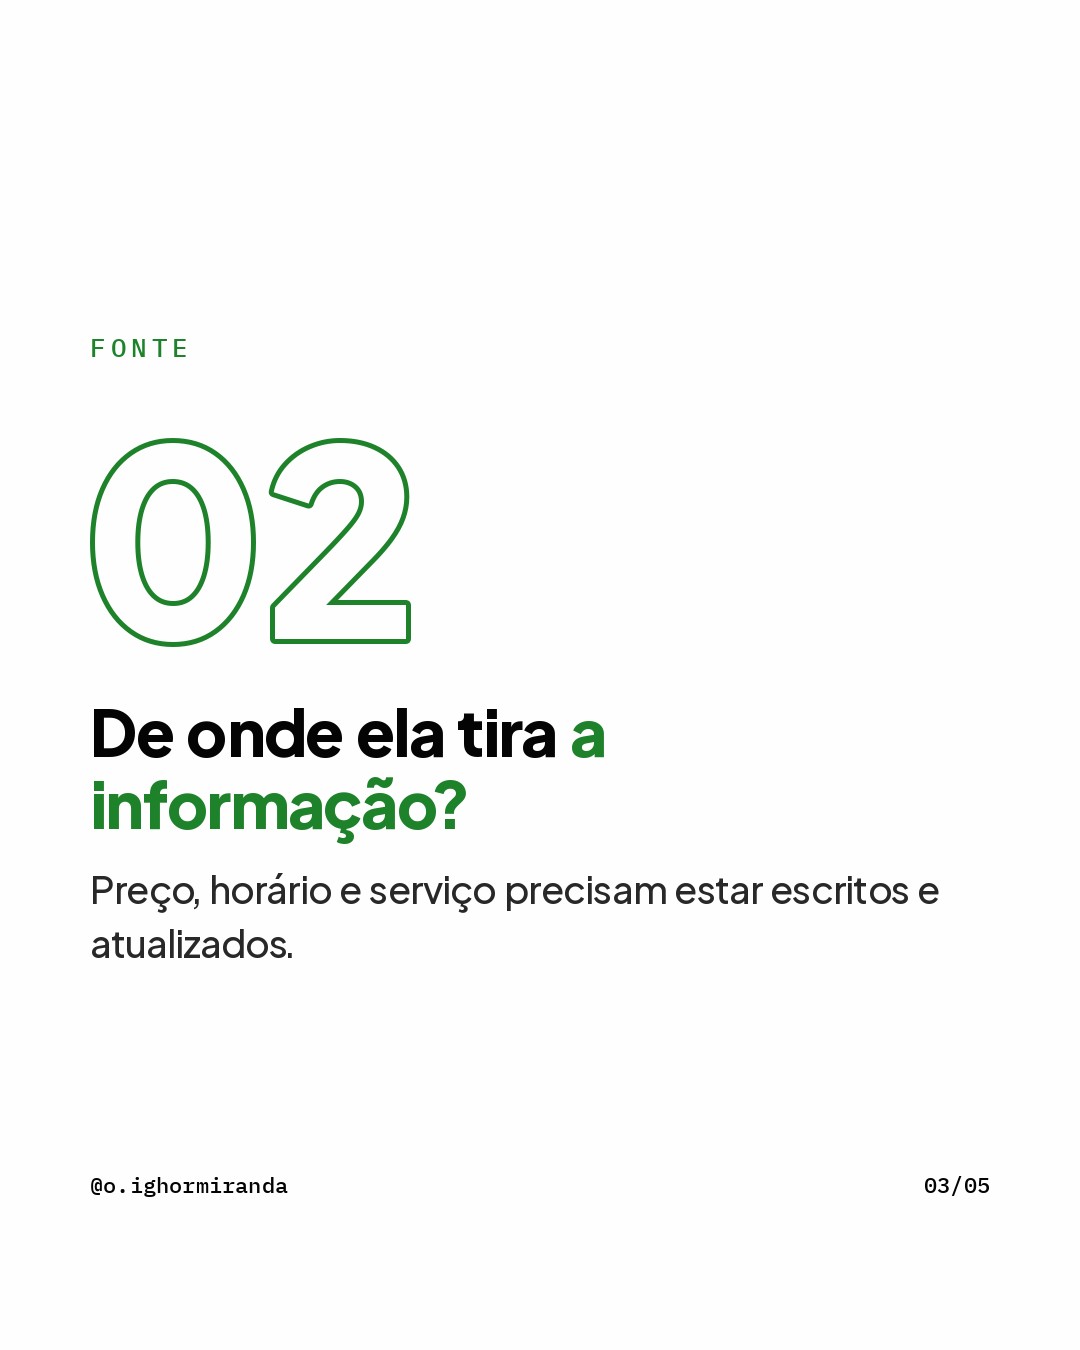 FONTE
02
De onde ela tira a
informação?
Preço, horário e serviço precisam estar escritos e
atualizados.
@o.ighormiranda
03/05